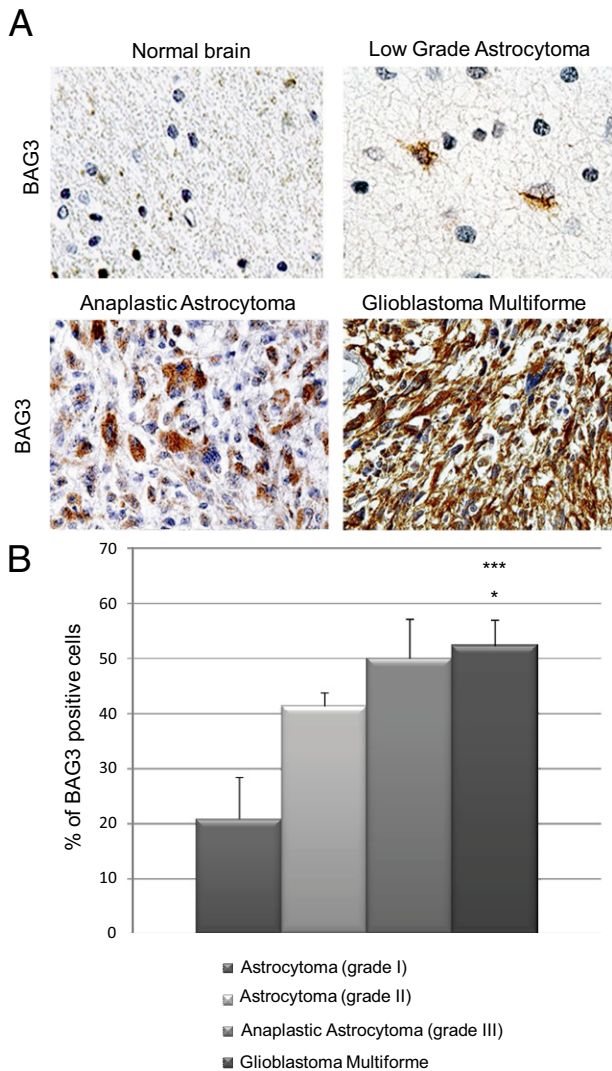 A
Normal brain
Low Grade Astrocytoma
BAG3
Anaplastic Astrocytoma
Glioblastoma Multiforme
BAG3
B
% of BAG3 positive cells
70
60
50
40
30
20
10
0
***
*
Astrocytoma (grade I)
Astrocytoma (grade II)
Anaplastic Astrocytoma (grade III)
Glioblastoma Multiforme